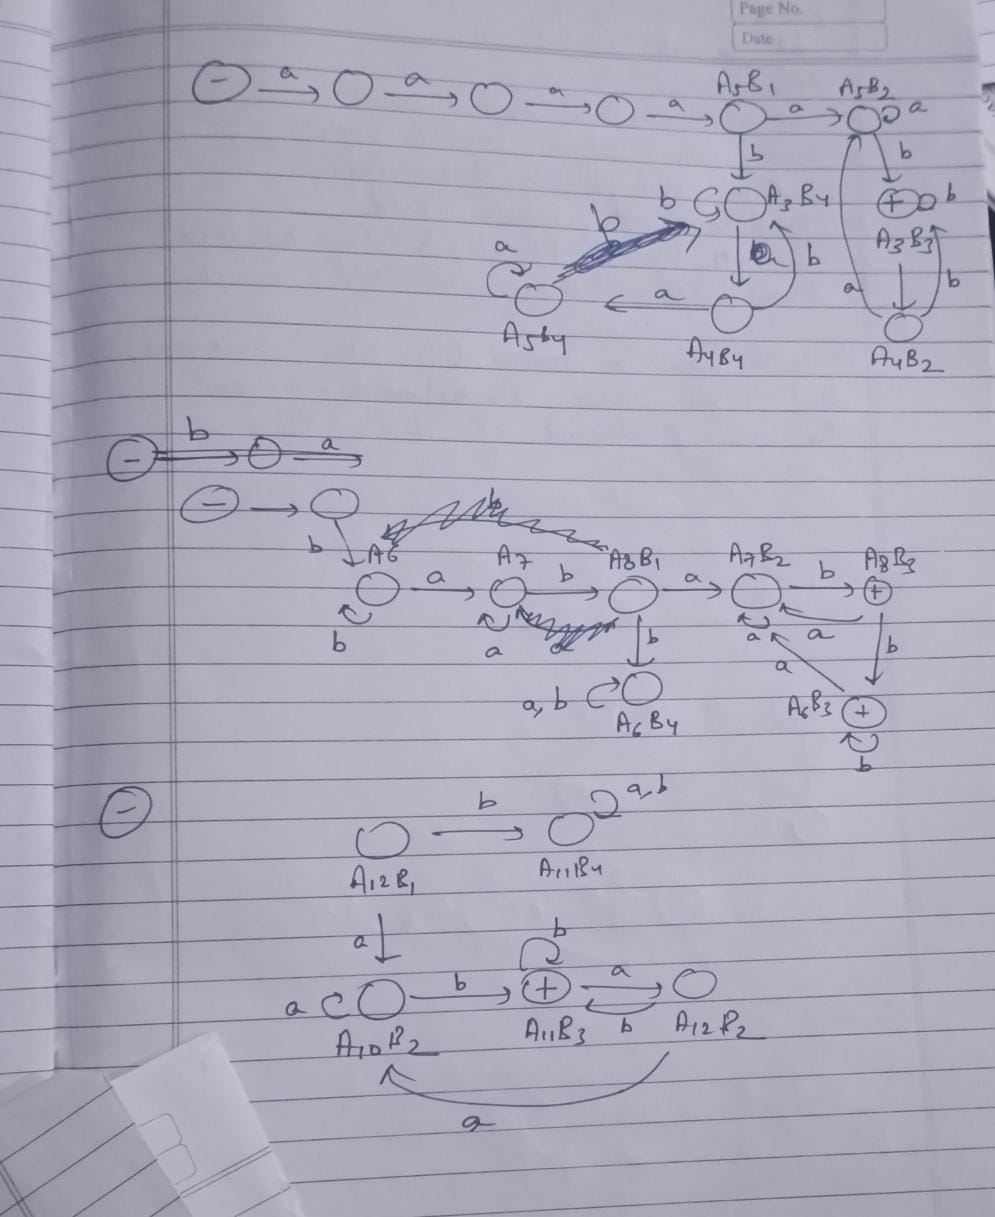 Page No.
Date :
- a a a a A5B1 a A5B2 a
b b
b A3B4 + b
A3B3
a b b a b
a
A5B4 A4B4 A4B2
- b a
-
b A6 A7 A8B1 A7B2 A8B3
a b a b +
b a b a a b
a
a, b A6B4 A6B3 +
b
- b a,b
A12B1 A11B4
a b
a b + a
A10B2 A11B3 b A12B2
a